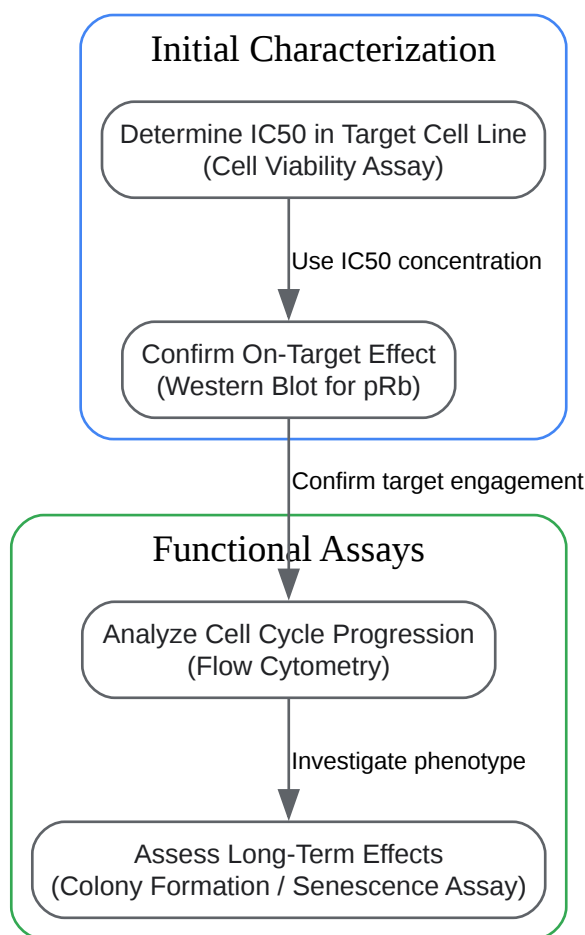 Initial Characterization
Determine IC50 in Target Cell Line
(Cell Viability Assay)
Use IC50 concentration
Confirm On-Target Effect
(Western Blot for pRb)
Confirm target engagement
Functional Assays
Analyze Cell Cycle Progression
(Flow Cytometry)
Investigate phenotype
Assess Long-Term Effects
(Colony Formation / Senescence Assay)